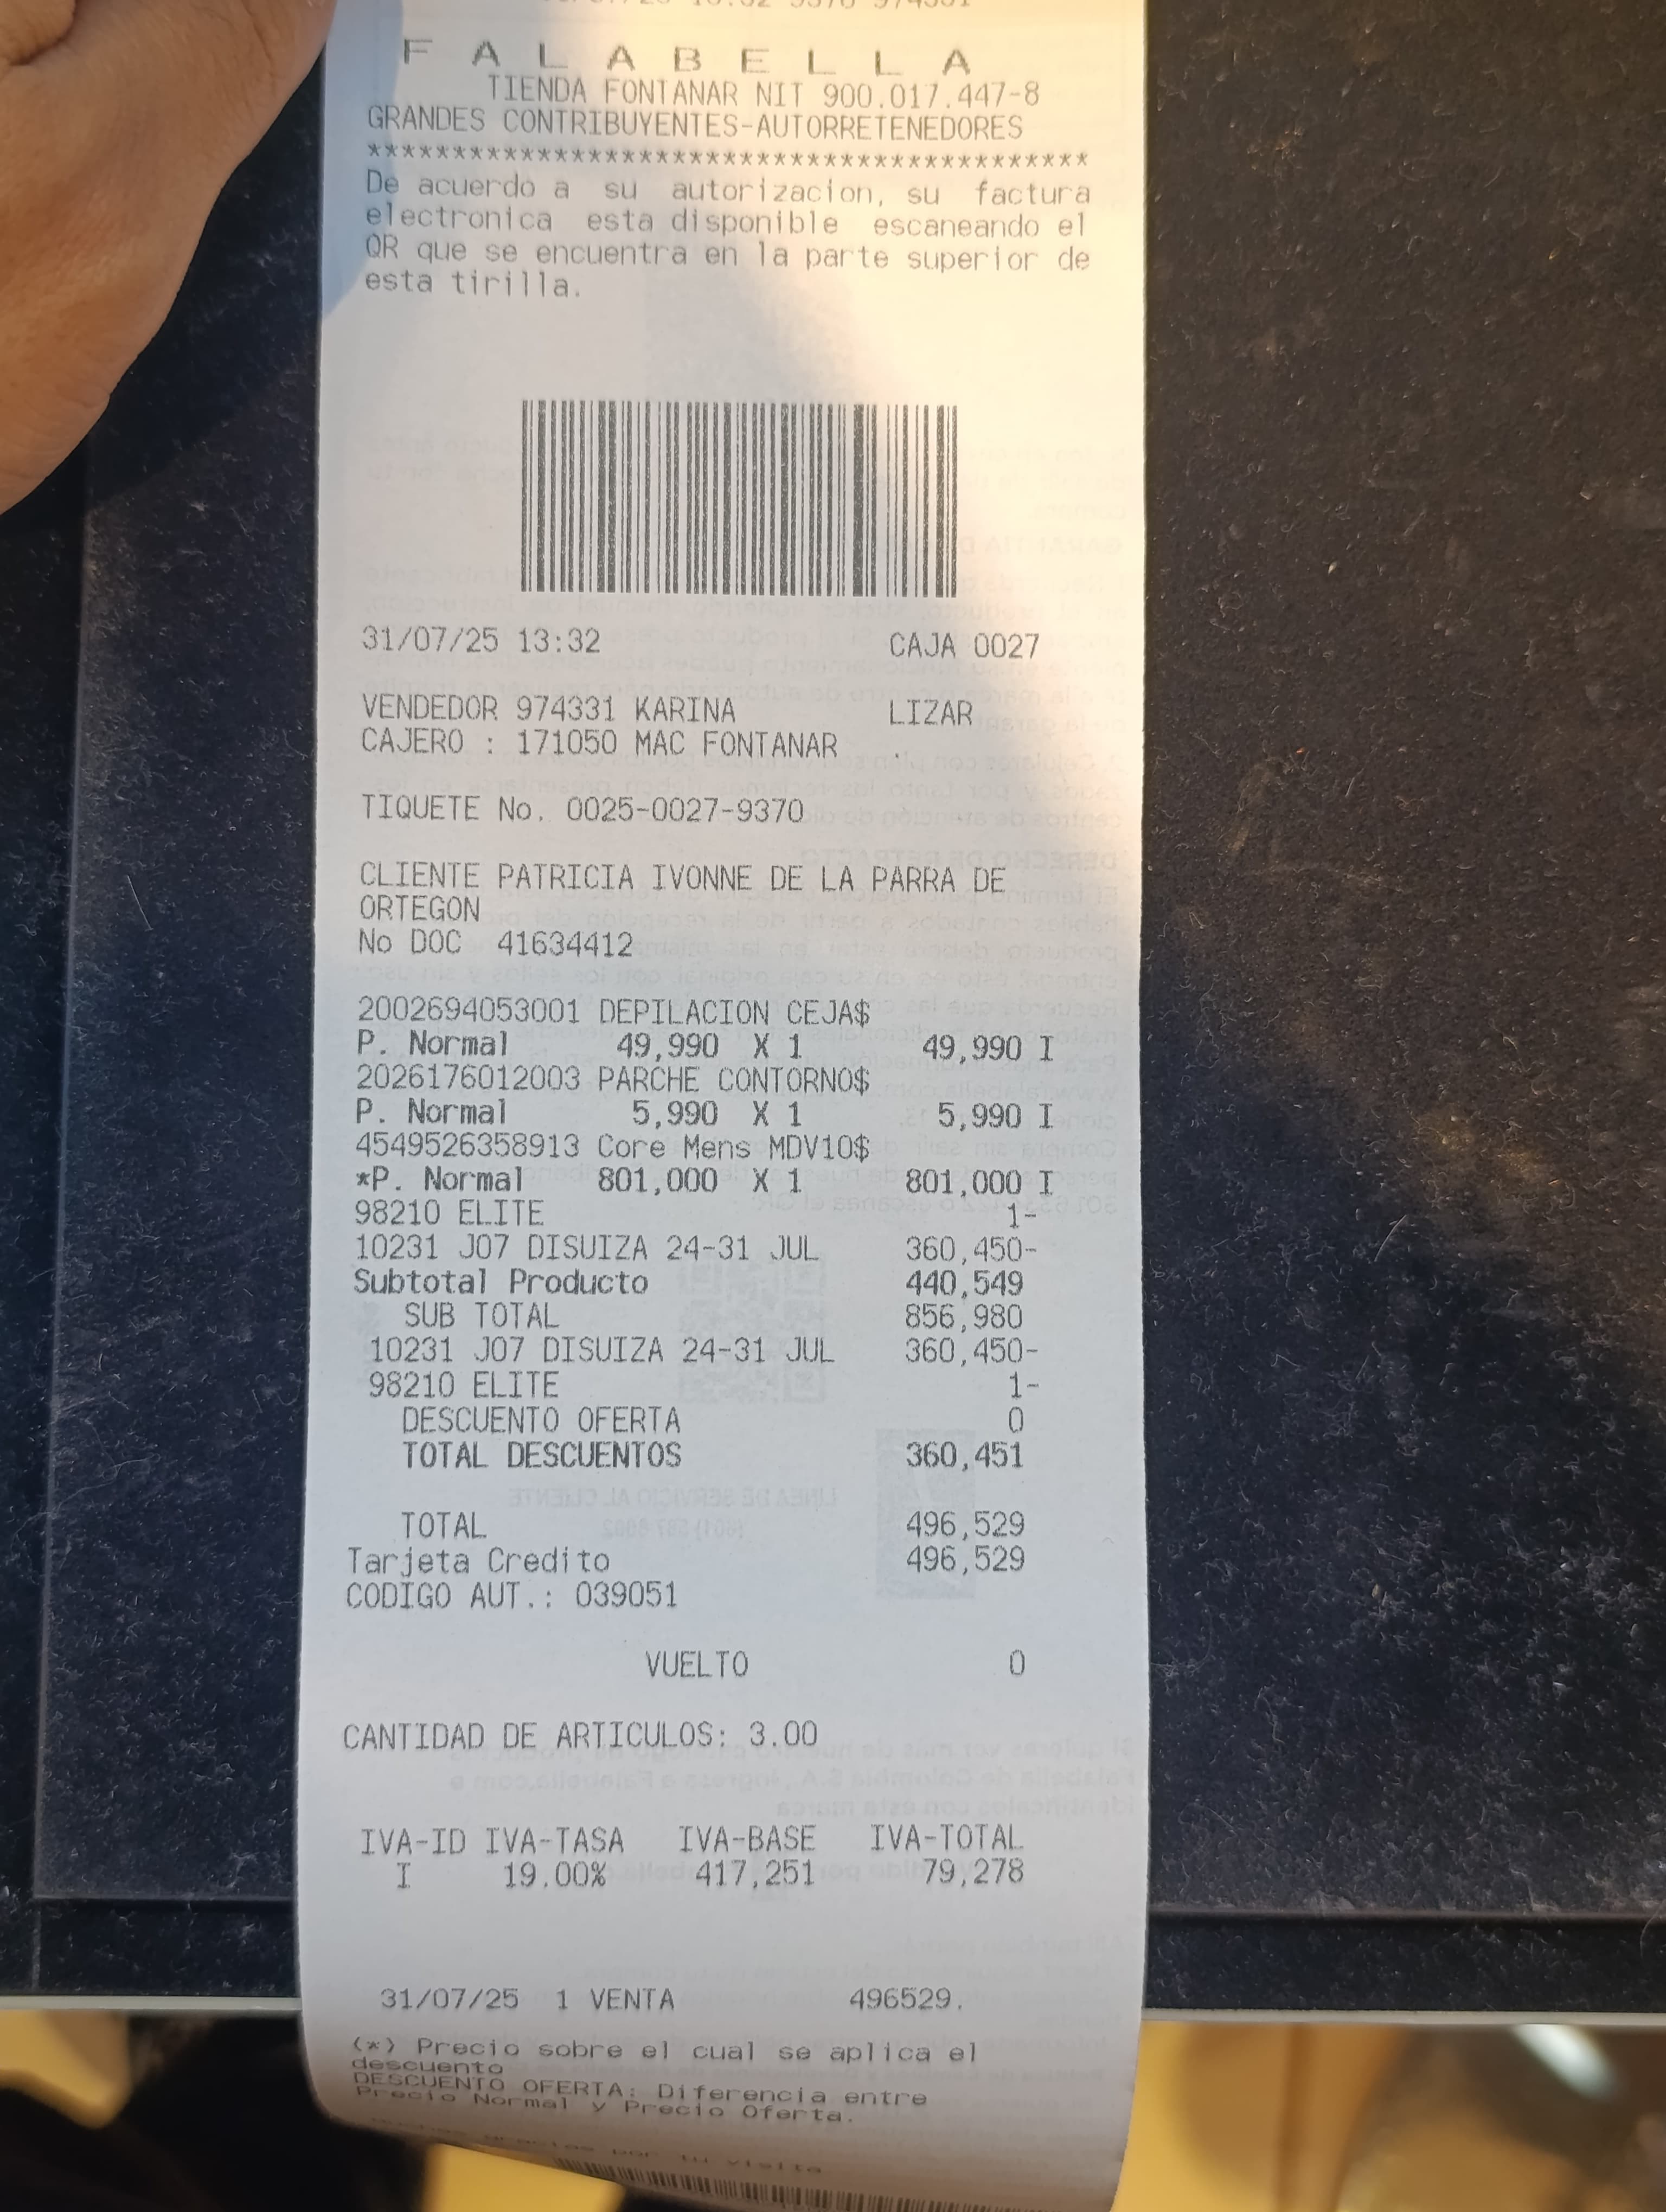 F A L A B E L L A
TIENDA FONTANAR NIT 900.017.447-8
GRANDES CONTRIBUYENTES-AUTORRETENEDORES
******************************************
De acuerdo a su autorizacion, su factura
electronica esta disponible escaneando el
QR que se encuentra en la parte superior de
esta tirilla.
31/07/25 13:32 CAJA 0027
VENDEDOR 974331 KARINA LIZAR
CAJERO : 171050 MAC FONTANAR .
TIQUETE No. 0025-0027-9370
CLIENTE PATRICIA IVONNE DE LA PARRA DE
ORTEGON
No DOC 41634412
2002694053001 DEPILACION CEJA$
P. Normal 49,990 X 1 49,990 I
2026176012003 PARCHE CONTORNO$
P. Normal 5,990 X 1 5,990 I
4549526358913 Core Mens MDV10$
*P. Normal 801,000 X 1 801,000 I
98210 ELITE 1-
10231 J07 DISUIZA 24-31 JUL 360,450-
Subtotal Producto 440,549
SUB TOTAL 856,980
10231 J07 DISUIZA 24-31 JUL 360,450-
98210 ELITE 1-
DESCUENTO OFERTA 0
TOTAL DESCUENTOS 360,451
TOTAL 496,529
Tarjeta Credito 496,529
CODIGO AUT.: 039051
VUELTO 0
CANTIDAD DE ARTICULOS: 3.00
IVA-ID IVA-TASA IVA-BASE IVA-TOTAL
I 19.00% 417,251 79,278
31/07/25 1 VENTA 496529.
(*) Precio sobre el cual se aplica el
descuento
DESCUENTO OFERTA: Diferencia entre
Precio Normal y Precio Oferta.
gracias por tu visita